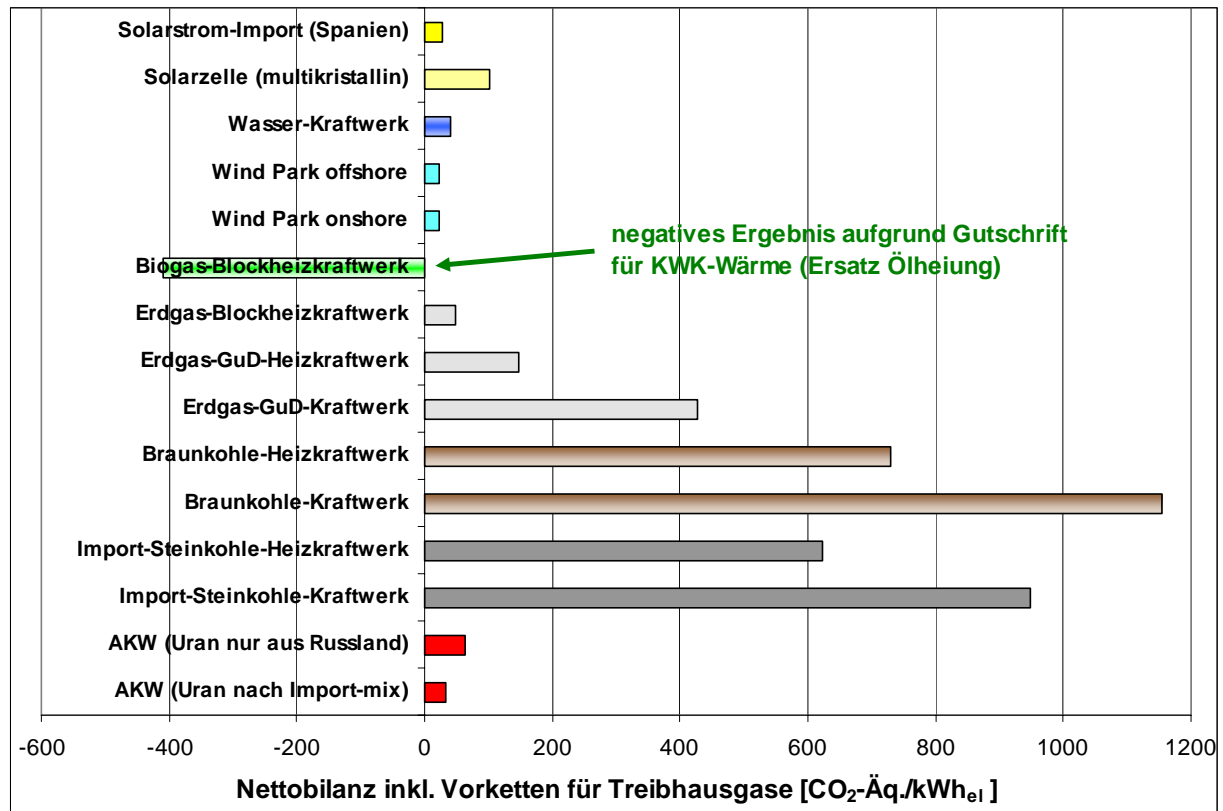 Solarstrom-Import (Spanien)
Solarzelle (multikristallin)
Wasser-Kraftwerk
Wind Park offshore
Wind Park onshore
negatives Ergebnis aufgrund Gutschrift
für KWK-Wärme (Ersatz Ölheiung)
Biogas-Blockheizkraftwerk
Erdgas-Blockheizkraftwerk
Erdgas-GuD-Heizkraftwerk
Erdgas-GuD-Kraftwerk
Braunkohle-Heizkraftwerk
Braunkohle-Kraftwerk
Import-Steinkohle-Heizkraftwerk
Import-Steinkohle-Kraftwerk
AKW (Uran nur aus Russland)
AKW (Uran nach Import-mix)
-600 -400 -200 0 200 400 600 800 1000 1200
Nettobilanz inkl. Vorketten für Treibhausgase [CO₂-Äq./kWhₑₗ ]